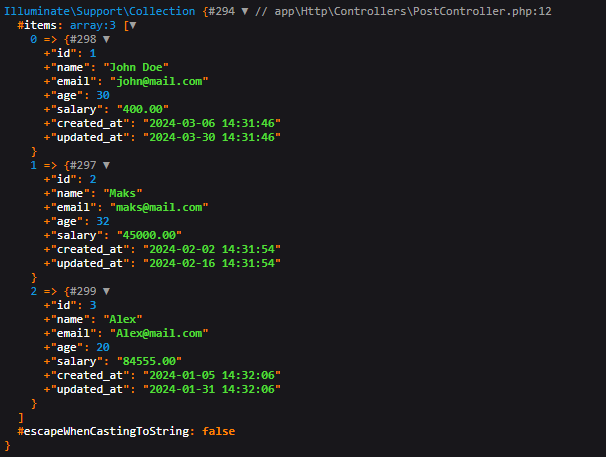 Illuminate\Support\Collection {#294 ▼ // app\Http\Controllers\PostController.php:12
#items: array:3 [▼
0 => {#298 ▼
+"id": 1
+"name": "John Doe"
+"email": "john@mail.com"
+"age": 30
+"salary": "400.00"
+"created_at": "2024-03-06 14:31:46"
+"updated_at": "2024-03-30 14:31:46"
}
1 => {#297 ▼
+"id": 2
+"name": "Maks"
+"email": "maks@mail.com"
+"age": 32
+"salary": "45000.00"
+"created_at": "2024-02-02 14:31:54"
+"updated_at": "2024-02-16 14:31:54"
}
2 => {#299 ▼
+"id": 3
+"name": "Alex"
+"email": "Alex@mail.com"
+"age": 20
+"salary": "84555.00"
+"created_at": "2024-01-05 14:32:06"
+"updated_at": "2024-01-31 14:32:06"
}
]
#escapeWhenCastingToString: false
}